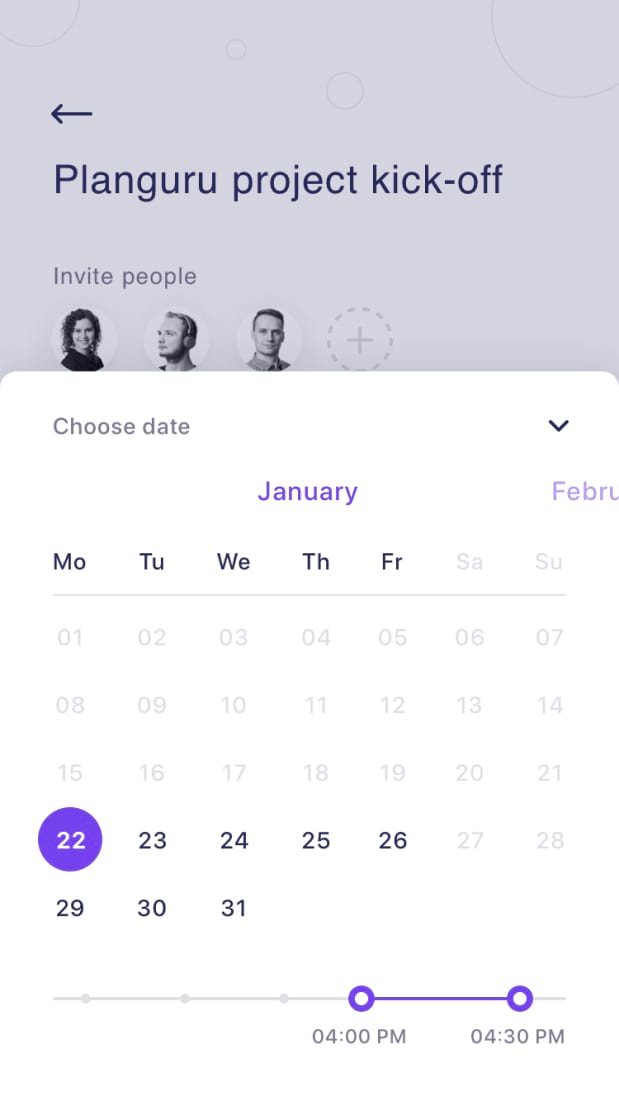 Planguru project kick-off
Invite people
Choose date
January Febru
Mo Tu We Th Fr Sa Su
01 02 03 04 05 06 07
08 09 10 11 12 13 14
15 16 17 18 19 20 21
22 23 24 25 26 27 28
29 30 31
04:00 PM 04:30 PM